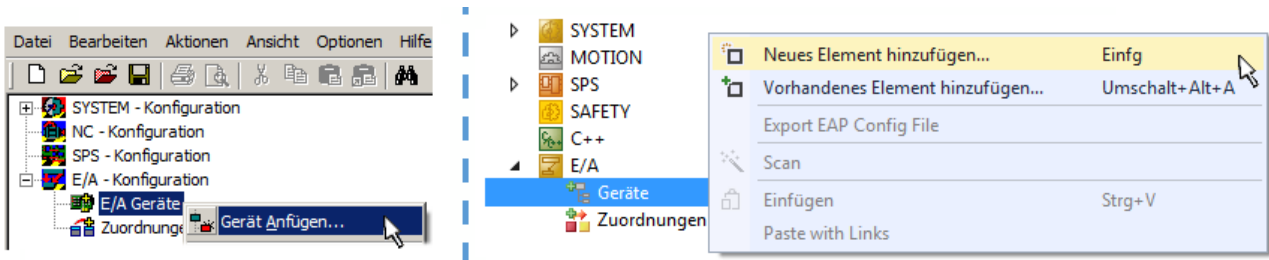 Datei Bearbeiten Aktionen Ansicht Optionen Hilfe
SYSTEM - Konfiguration
NC - Konfiguration
SPS - Konfiguration
E/A - Konfiguration
E/A Geräte
Gerät Anfügen...
Zuordnunge
SYSTEM
MOTION
SPS
SAFETY
C++
E/A
Geräte
Zuordnungen
Neues Element hinzufügen... Einfg
Vorhandenes Element hinzufügen... Umschalt+Alt+A
Export EAP Config File
Scan
Einfügen Strg+V
Paste with Links